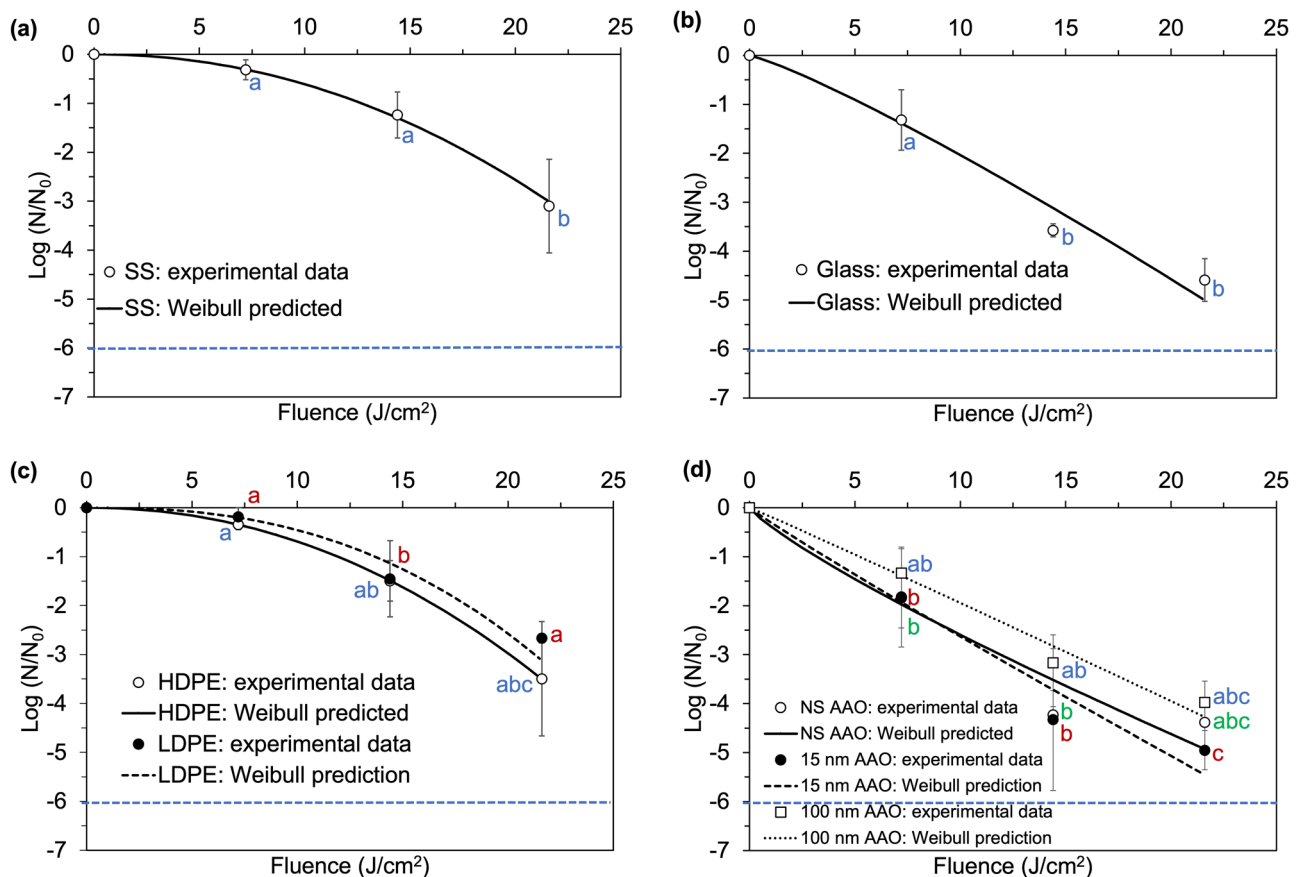 (a)
0 5 10 15 20 25
0
-1
-2
-3
-4
-5
-6
-7
Log (N/N0)
a
a
b
SS: experimental data
SS: Weibull predicted
Fluence (J/cm²)
(b)
0 5 10 15 20 25
0
-1
-2
-3
-4
-5
-6
-7
Log (N/N0)
a
b
b
Glass: experimental data
Glass: Weibull predicted
Fluence (J/cm²)
(c)
0 5 10 15 20 25
0
-1
-2
-3
-4
-5
-6
-7
Log (N/N0)
a
a
b
ab
a
abc
HDPE: experimental data
HDPE: Weibull predicted
LDPE: experimental data
LDPE: Weibull prediction
Fluence (J/cm²)
(d)
0 5 10 15 20 25
0
-1
-2
-3
-4
-5
-6
-7
Log (N/N0)
ab
b
b
ab
b
b
abc
abc
c
NS AAO: experimental data
NS AAO: Weibull predicted
15 nm AAO: experimental data
15 nm AAO: Weibull prediction
100 nm AAO: experimental data
100 nm AAO: Weibull prediction
Fluence (J/cm²)